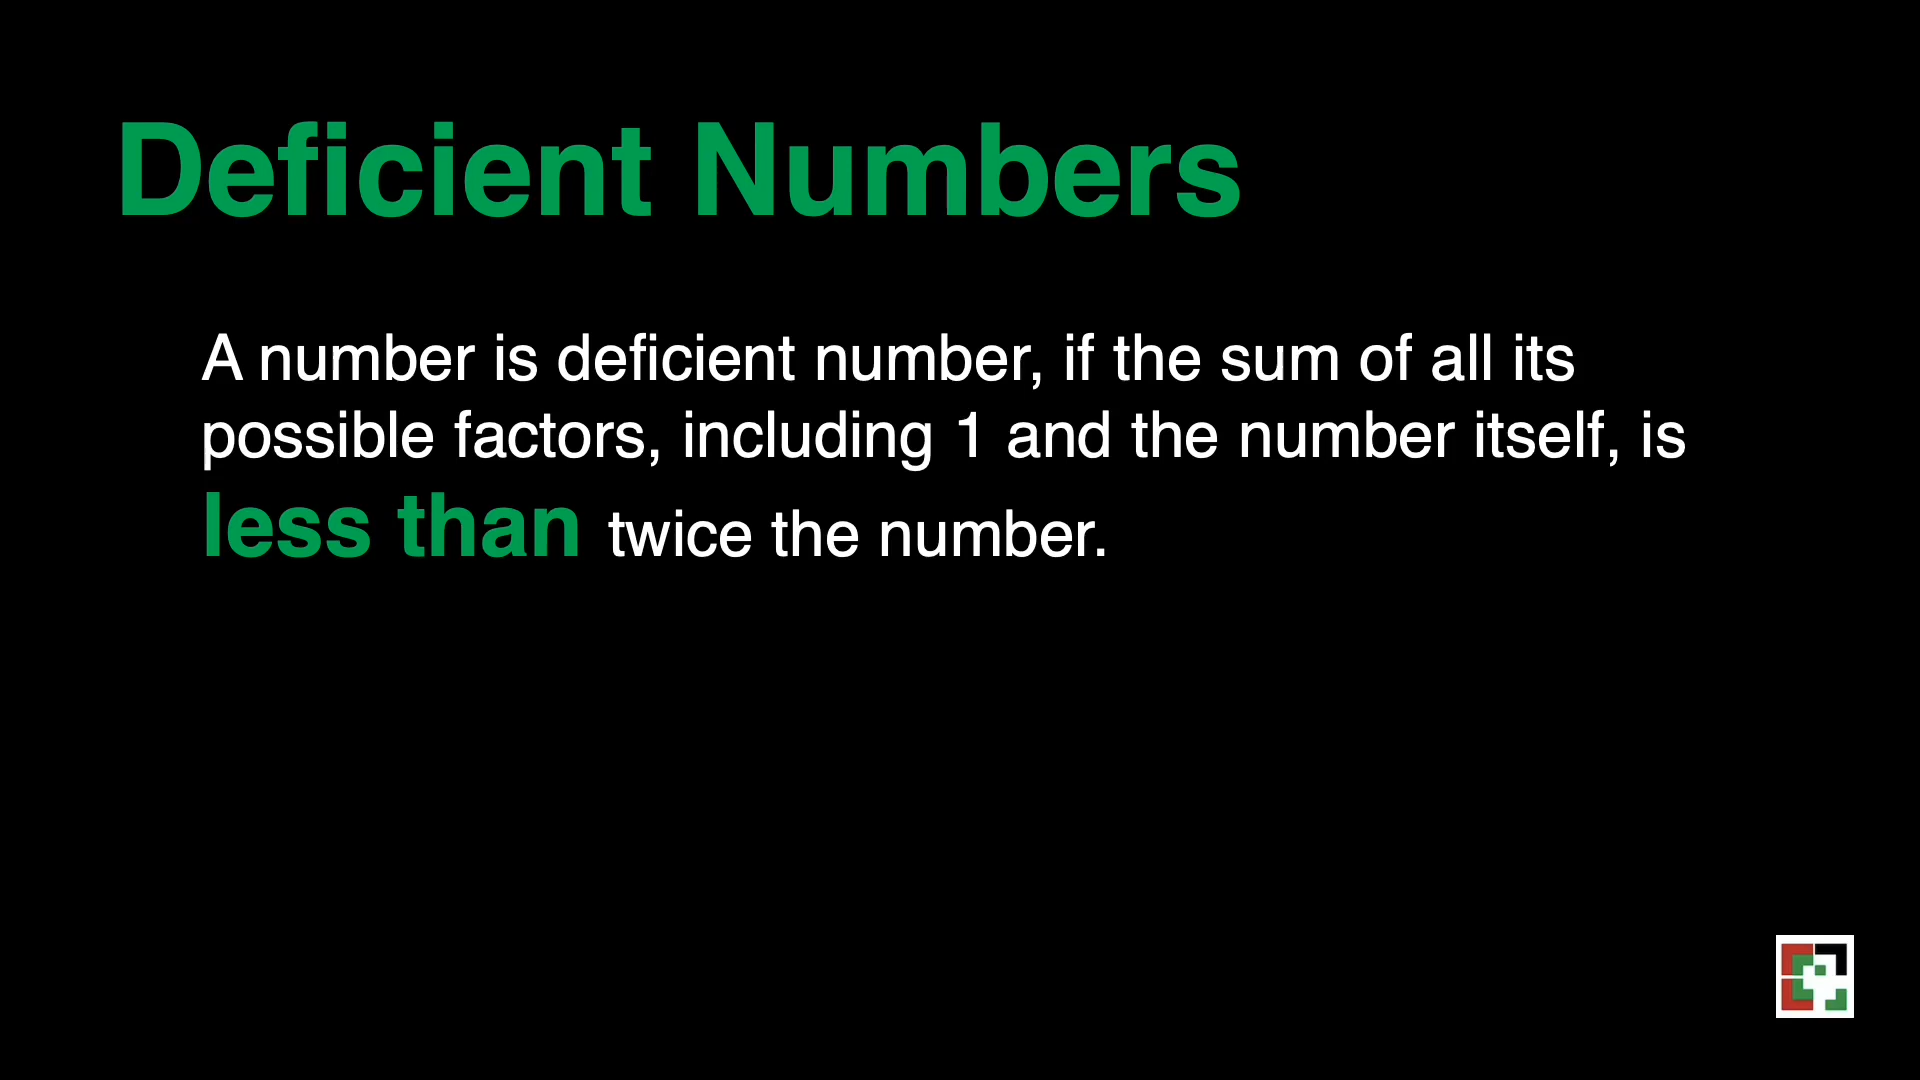 Deficient Numbers
A number is deficient number, if the sum of all its
possible factors, including 1 and the number itself, is
less than twice the number.